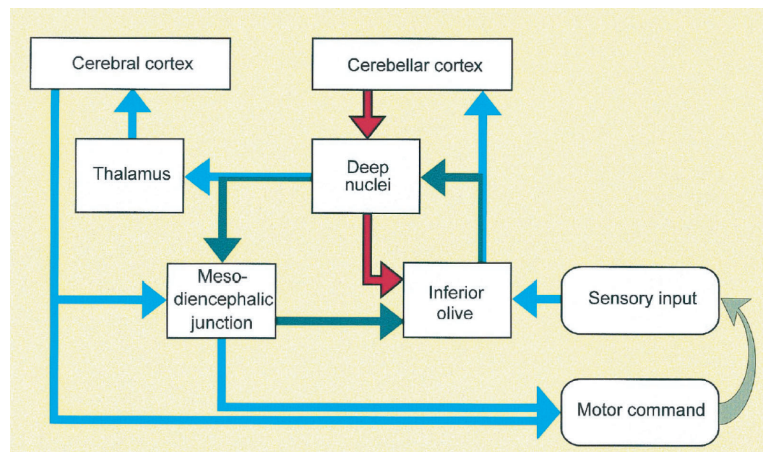 Cerebral cortex
Cerebellar cortex
Thalamus
Deep
nuclei
Meso-
diencephalic
junction
Inferior
olive
Sensory input
Motor command